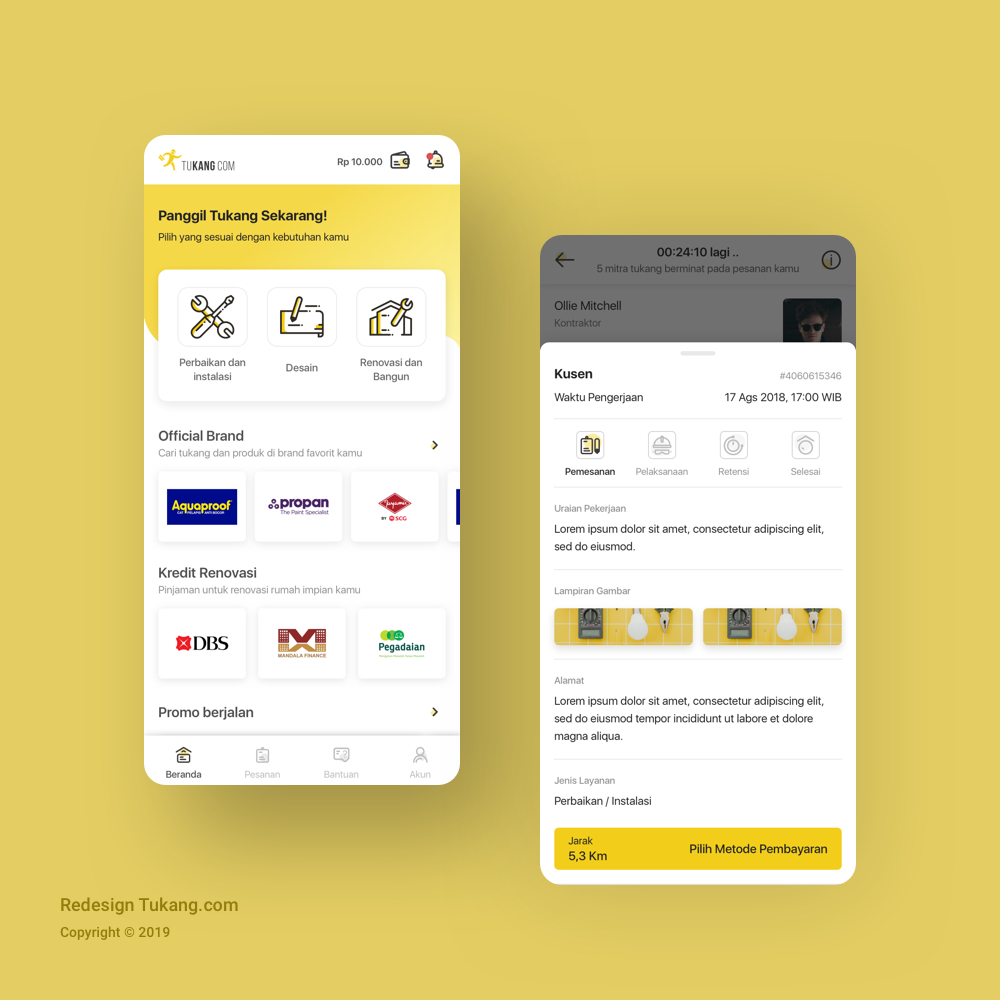 TUKANG.COM
Rp 10.000
Panggil Tukang Sekarang!
Pilih yang sesuai dengan kebutuhan kamu
Perbaikan dan
instalasi
Desain
Renovasi dan
Bangun
Official Brand
Cari tukang dan produk di brand favorit kamu
Aquaproof
CAT PELAPIS ANTI BOCOR
propan
The Paint Specialist
Jayamix
BY SCG
Kredit Renovasi
Pinjaman untuk renovasi rumah impian kamu
DBS
MANDALA FINANCE
Pegadaian
Promo berjalan
Beranda
Pesanan
Bantuan
Akun
00:24:10 lagi ..
5 mitra tukang berminat pada pesanan kamu
Ollie Mitchell
Kontraktor
Kusen
#4060615346
Waktu Pengerjaan
17 Ags 2018, 17:00 WIB
Pemesanan
Pelaksanaan
Retensi
Selesai
Uraian Pekerjaan
Lorem ipsum dolor sit amet, consectetur adipiscing elit,
sed do eiusmod.
Lampiran Gambar
Alamat
Lorem ipsum dolor sit amet, consectetur adipiscing elit,
sed do eiusmod tempor incididunt ut labore et dolore
magna aliqua.
Jenis Layanan
Perbaikan / Instalasi
Jarak
5,3 Km
Pilih Metode Pembayaran
Redesign Tukang.com
Copyright © 2019